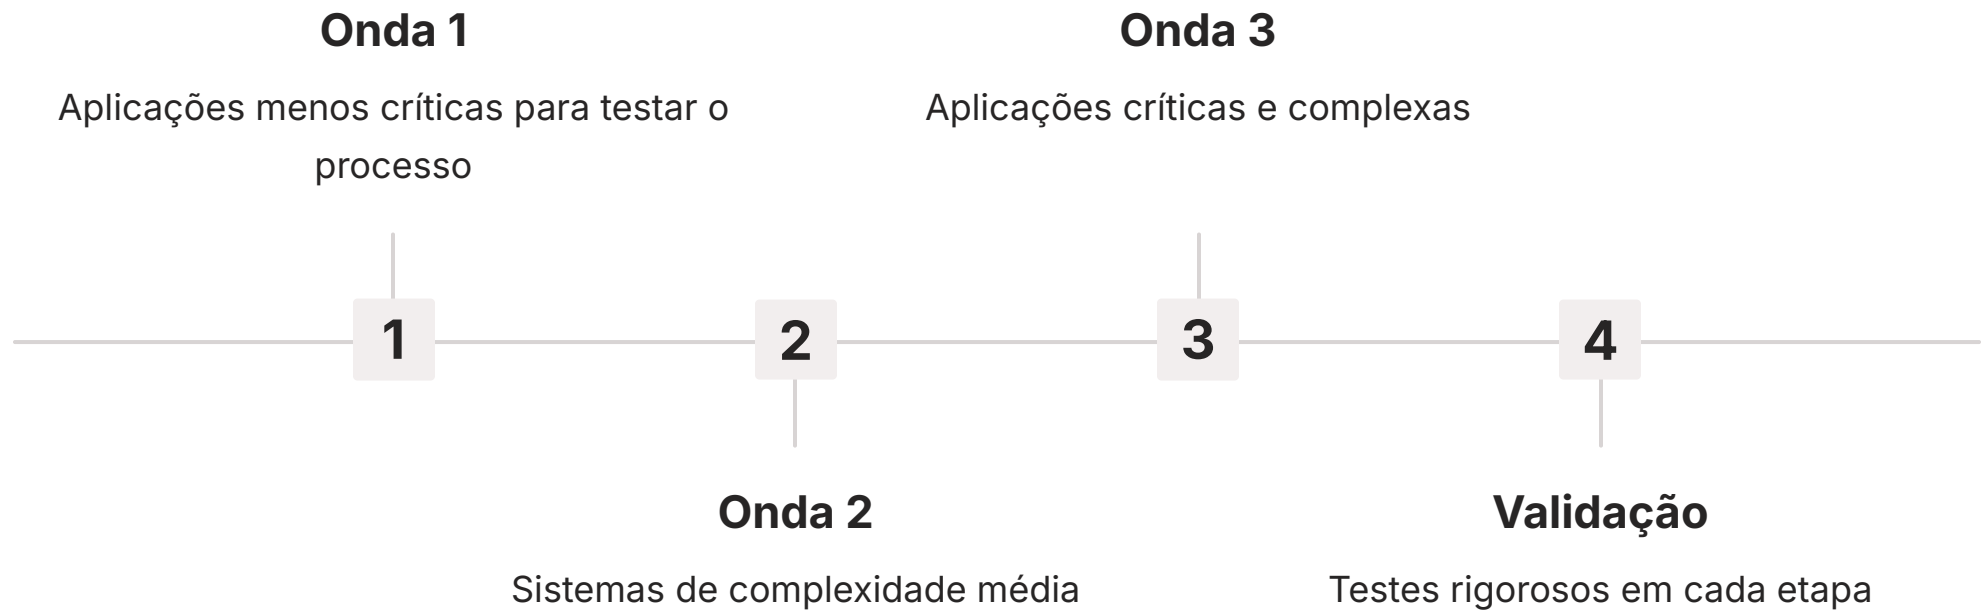 Onda 1
Aplicações menos críticas para testar o
processo
Onda 3
Aplicações críticas e complexas
1
2
3
4
Onda 2
Sistemas de complexidade média
Validação
Testes rigorosos em cada etapa